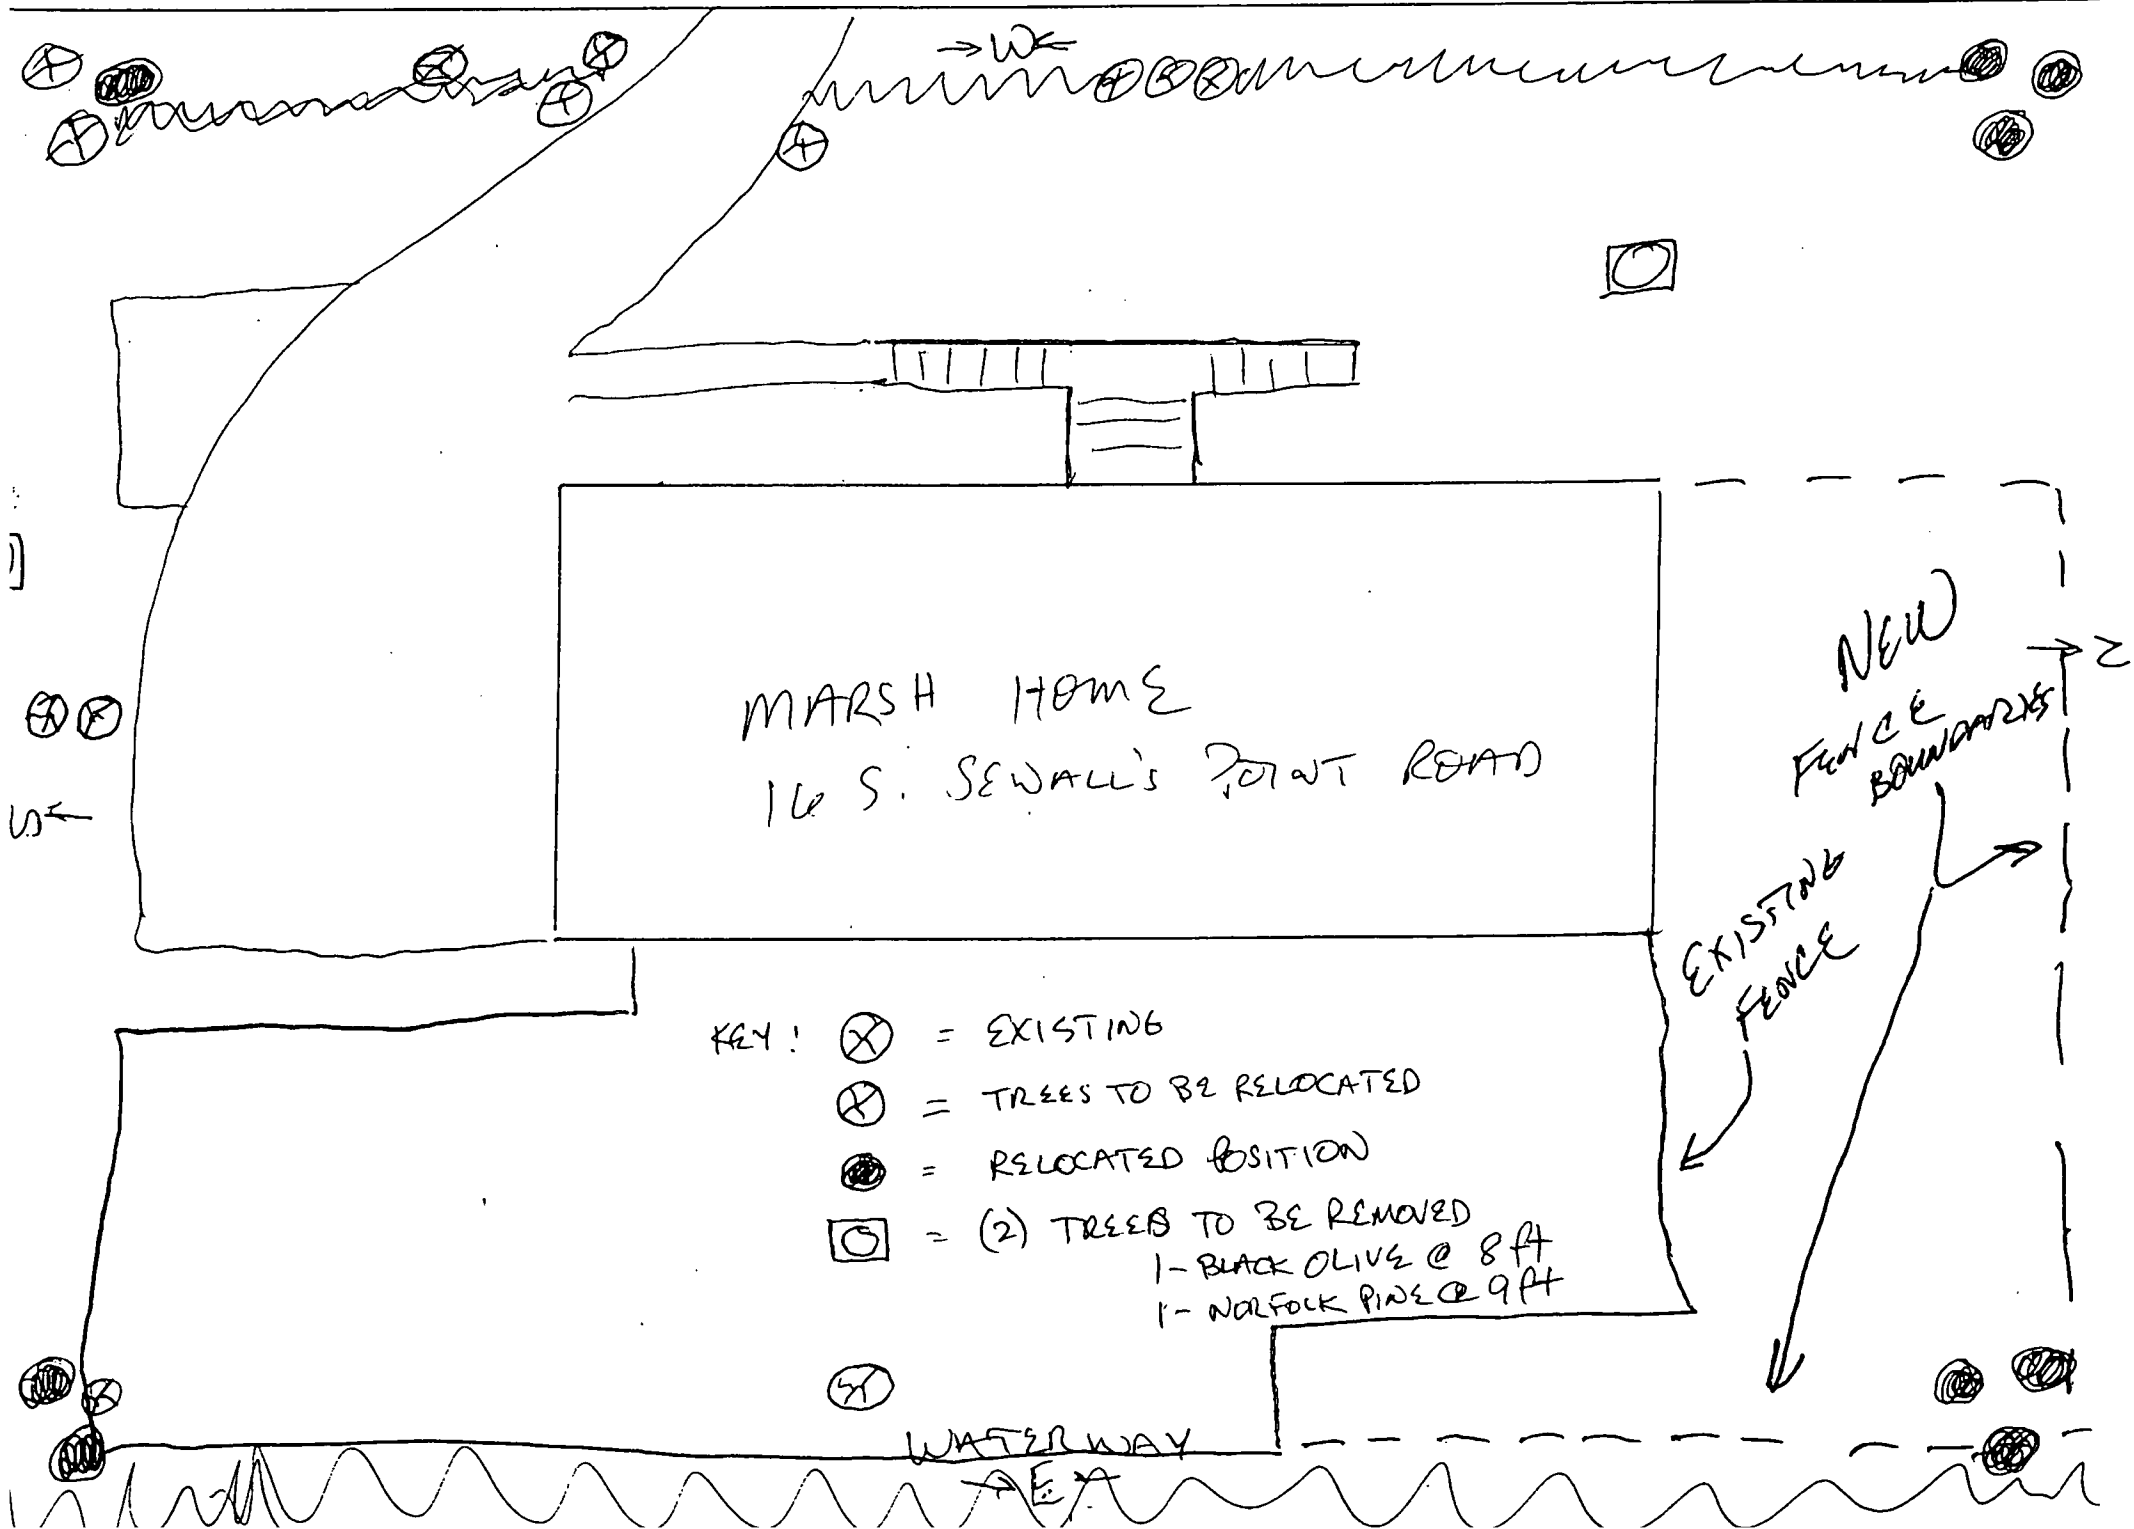 →W←
NEW
FENCE
BOUNDARIES
→ N
MARSH HOME
16 S. SEWALL'S POINT ROAD
S←
EXISTING
FENCE
KEY: = EXISTING
= TREES TO BE RELOCATED
= RELOCATED POSITION
= (2) TREES TO BE REMOVED
1- BLACK OLIVE @ 8 ft
1- NORFOLK PINE @ 9 ft
WATERWAY
→E←